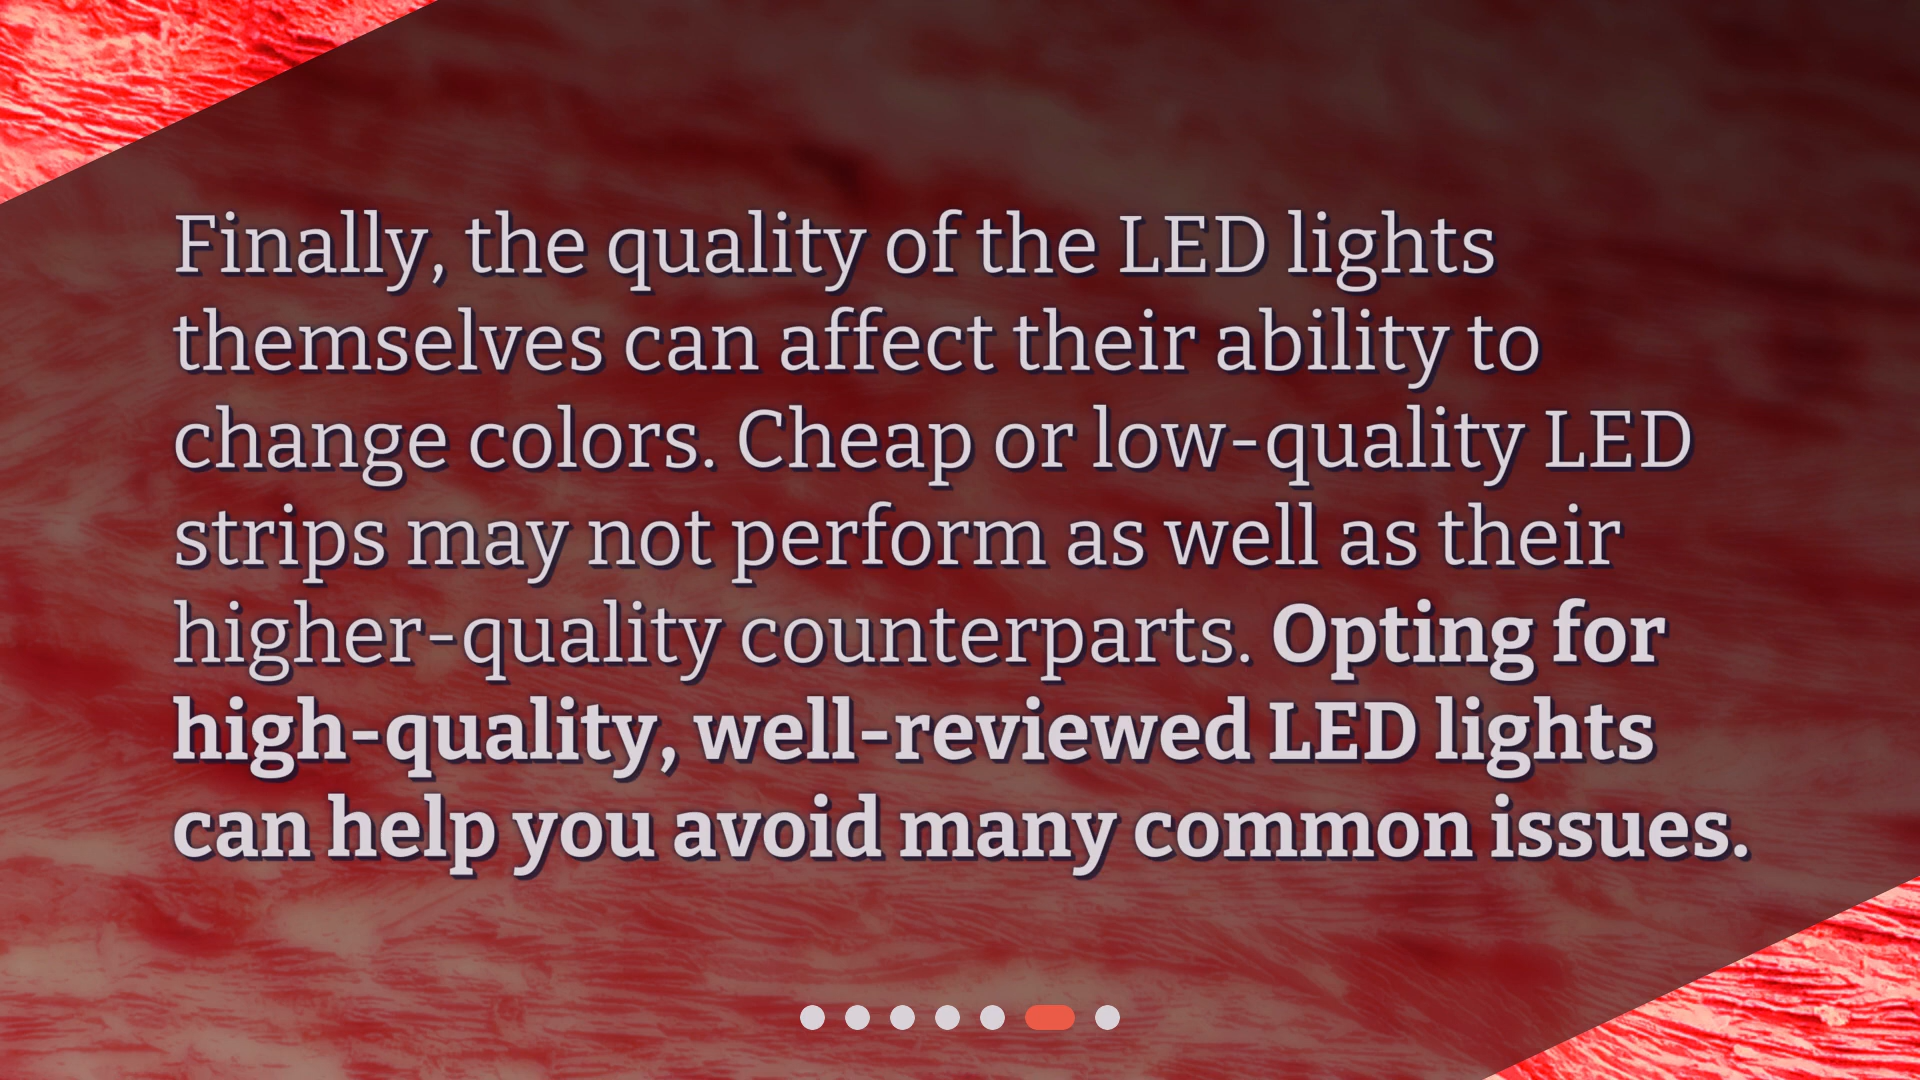 Finally, the quality of the LED lights
themselves can affect their ability to
change colors. Cheap or low-quality LED
strips may not perform as well as their
higher-quality counterparts. Opting for
high-quality, well-reviewed LED lights
can help you avoid many common issues.